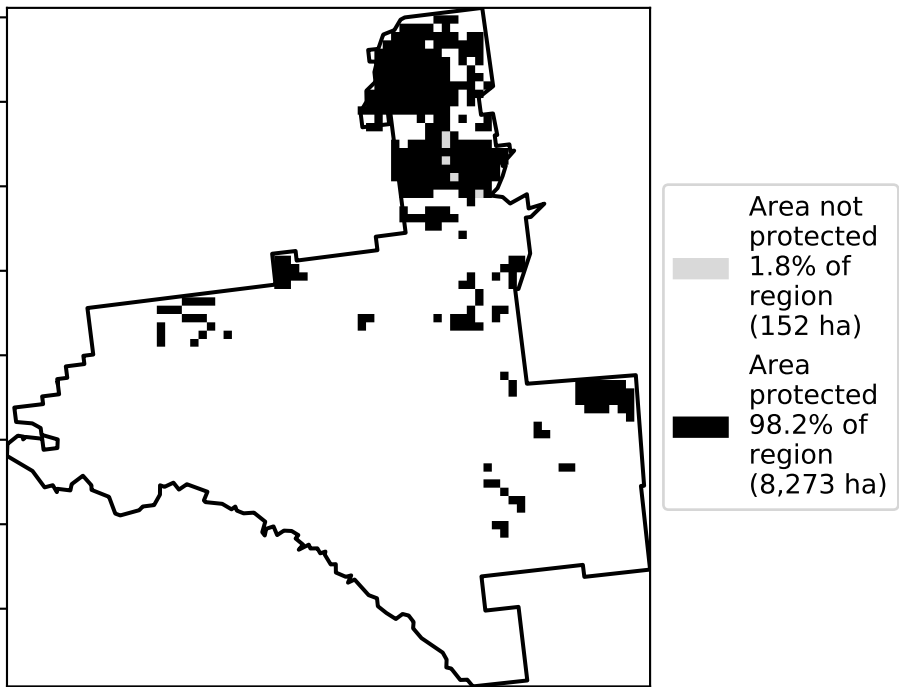 Area not
protected
1.8% of
region
(152 ha)
Area
protected
98.2% of
region
(8,273 ha)